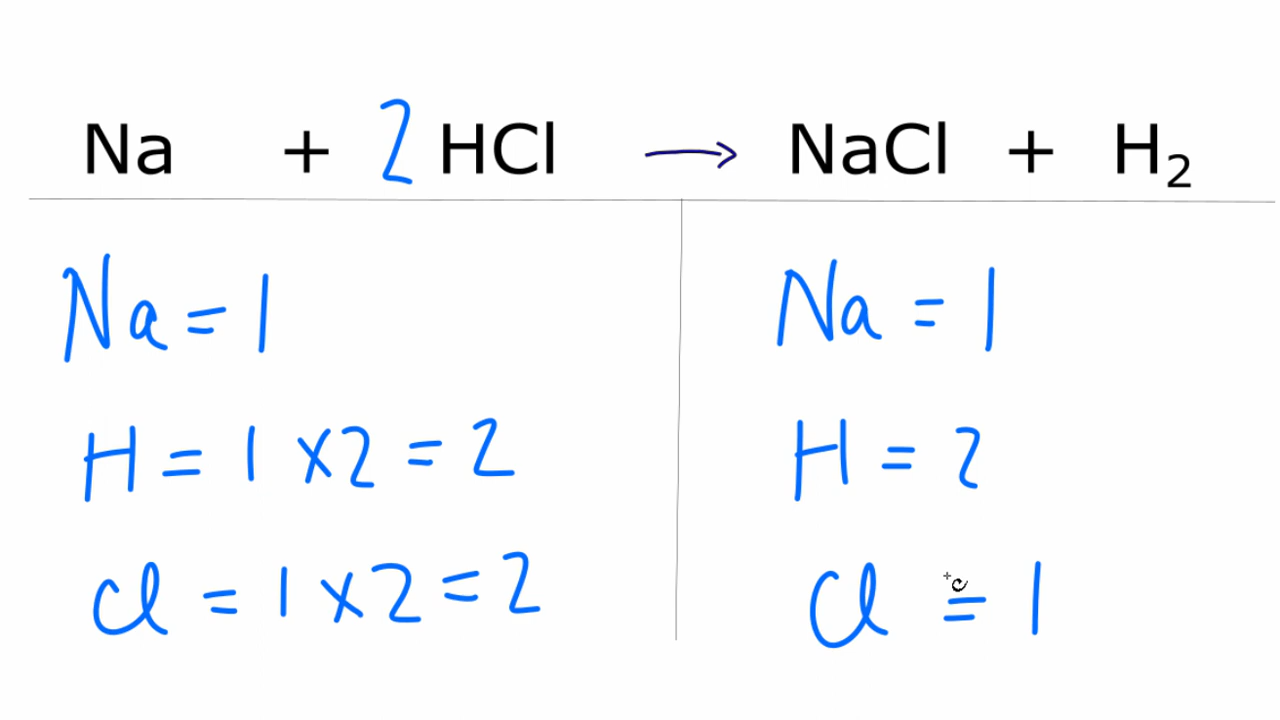 Na + 2 HCl → NaCl + H₂
Na = 1 Na = 1
H = 1 x 2 = 2 H = 2
Cl = 1 x 2 = 2 Cl = 1